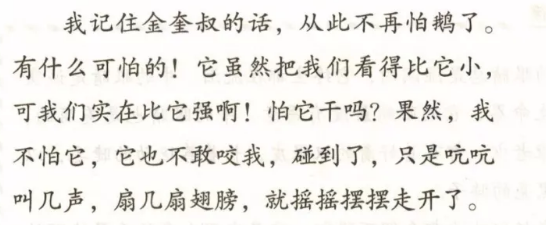 我记住金奎叔的话，从此不再怕鹅了。
有什么可怕的！它虽然把我们看得比它小，
可我们实在比它强啊！怕它干吗？果然，我
不怕它，它也不敢咬我，碰到了，只是吭吭
叫几声，扇几扇翅膀，就摇摇摆摆走开了。